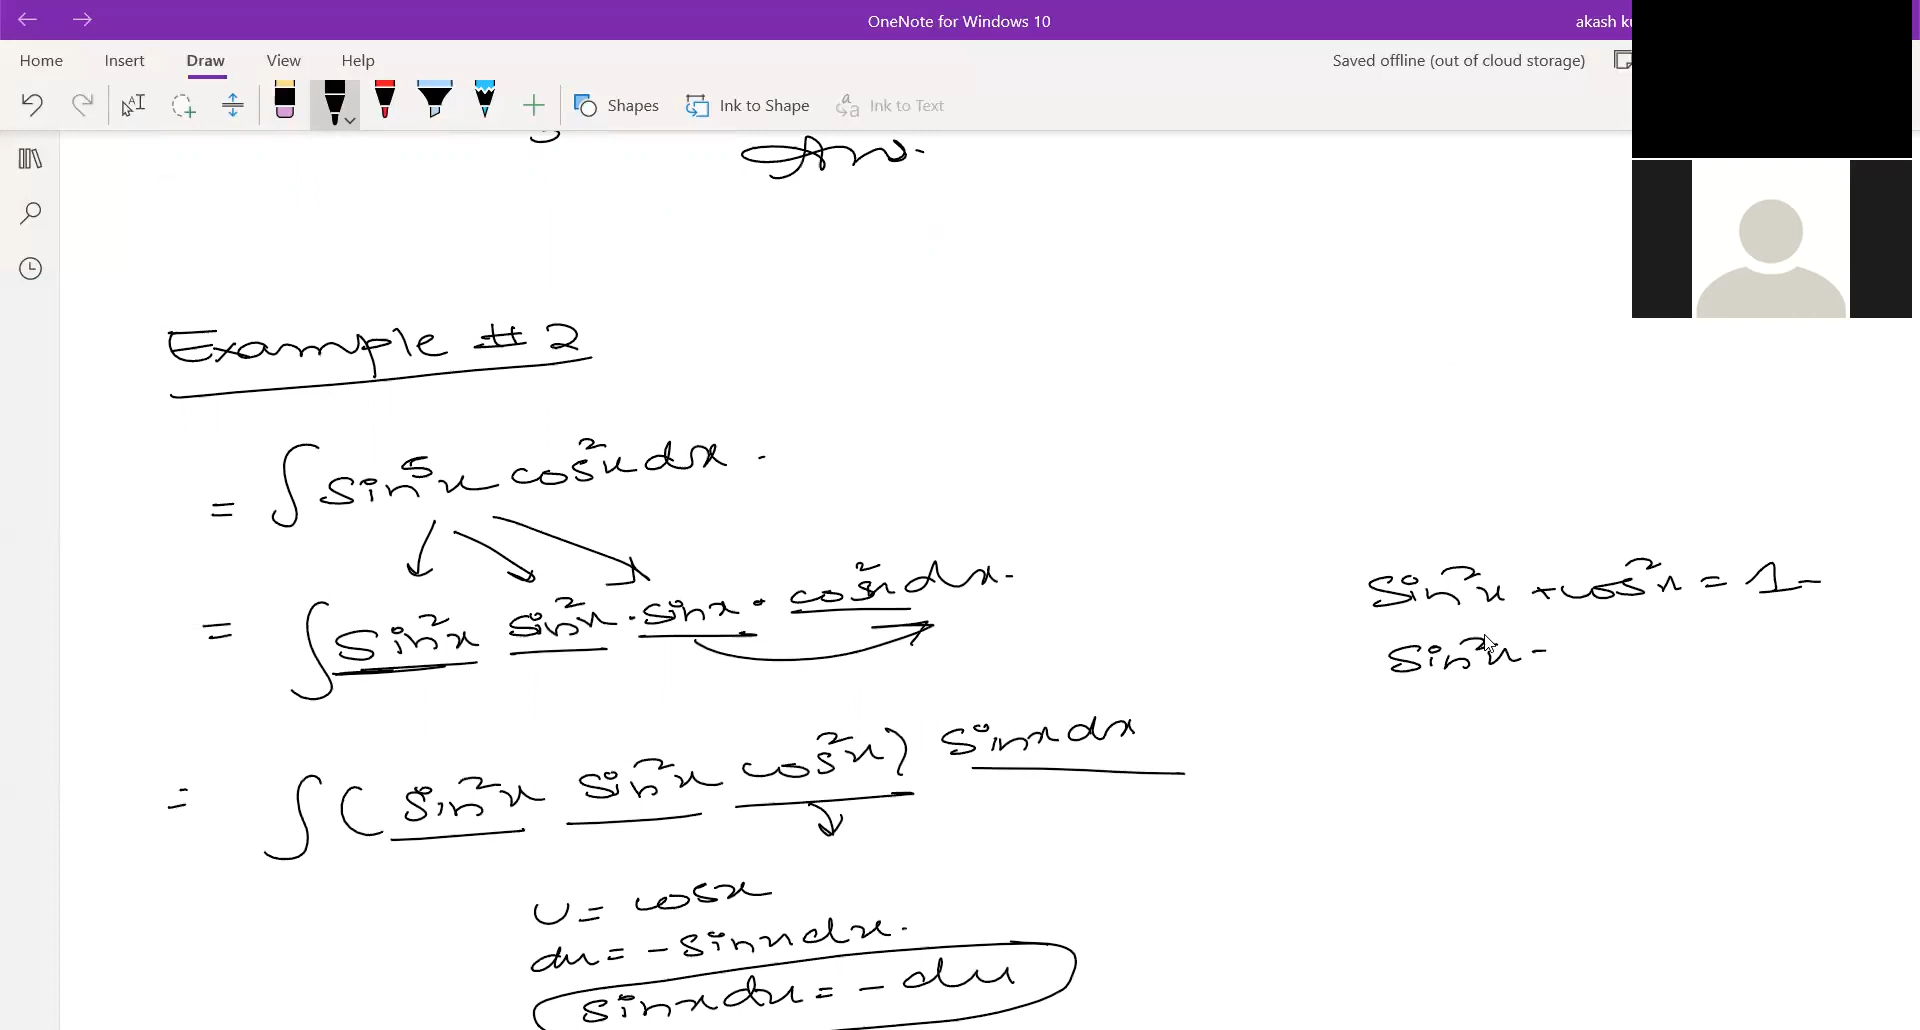 OneNote for Windows 10
akash ku
Home Insert Draw View Help
Saved offline (out of cloud storage)
Shapes Ink to Shape Ink to Text
Ans.
Example # 2
= ∫ sin⁵x cos²x dx .
= ∫ sin²x sin²x · sinx · cos²x dx .
sin²x + cos²x = 1 -
sin²x -
= ∫ ( sin²x sin²x cos²x ) sinx dx
u = cosx
du = - sinx dx .
sinx dx = - du